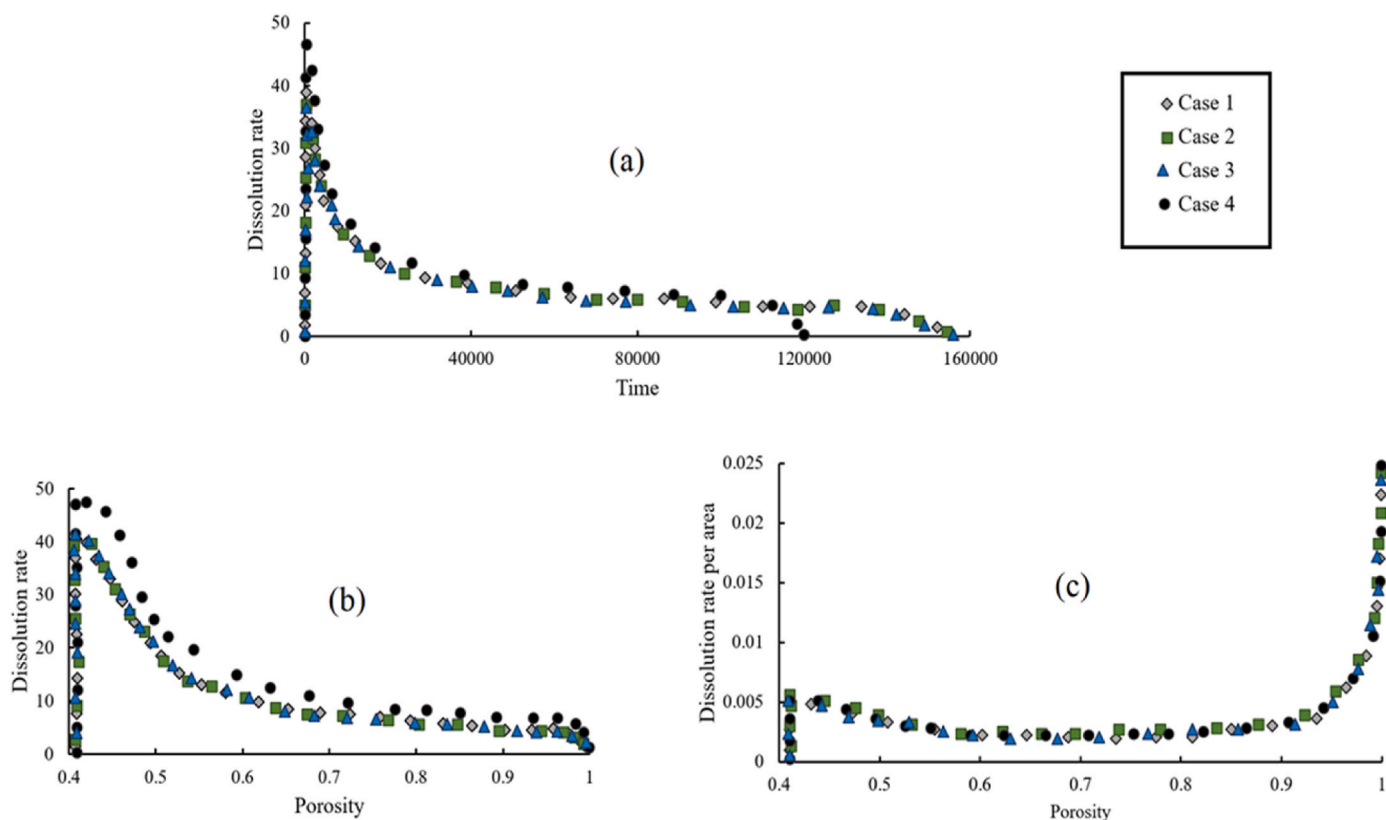 50
40
30
20
10
0
Dissolution rate
(a)
0
40000
80000
120000
160000
Time
Case 1
Case 2
Case 3
Case 4
50
40
30
20
10
0
Dissolution rate
(b)
0.4
0.5
0.6
0.7
0.8
0.9
1
Porosity
0.025
0.02
0.015
0.01
0.005
0
Dissolution rate per area
(c)
0.4
0.5
0.6
0.7
0.8
0.9
1
Porosity